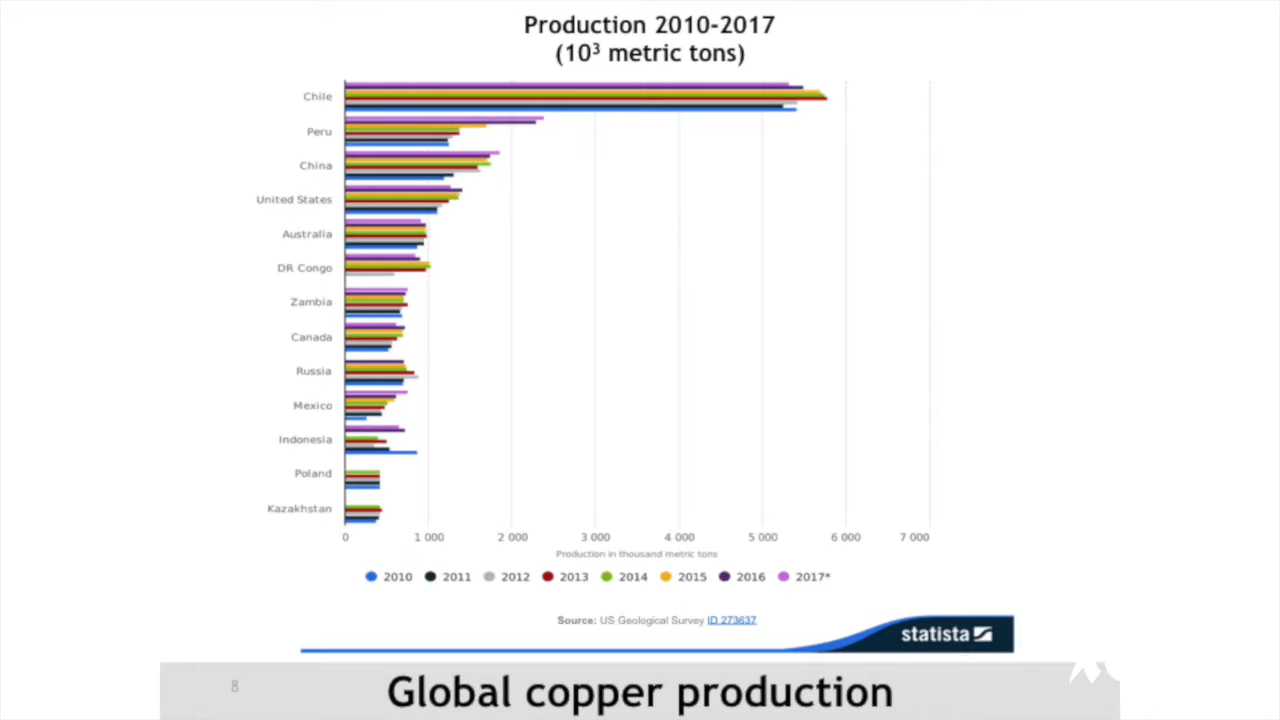 Production 2010-2017
(10³ metric tons)
Chile
Peru
China
United States
Australia
DR Congo
Zambia
Canada
Russia
Mexico
Indonesia
Poland
Kazakhstan
0 1 000 2 000 3 000 4 000 5 000 6 000 7 000
Production in thousand metric tons
2010 2011 2012 2013 2014 2015 2016 2017*
Source: US Geological Survey ID 273637
statista
8
Global copper production